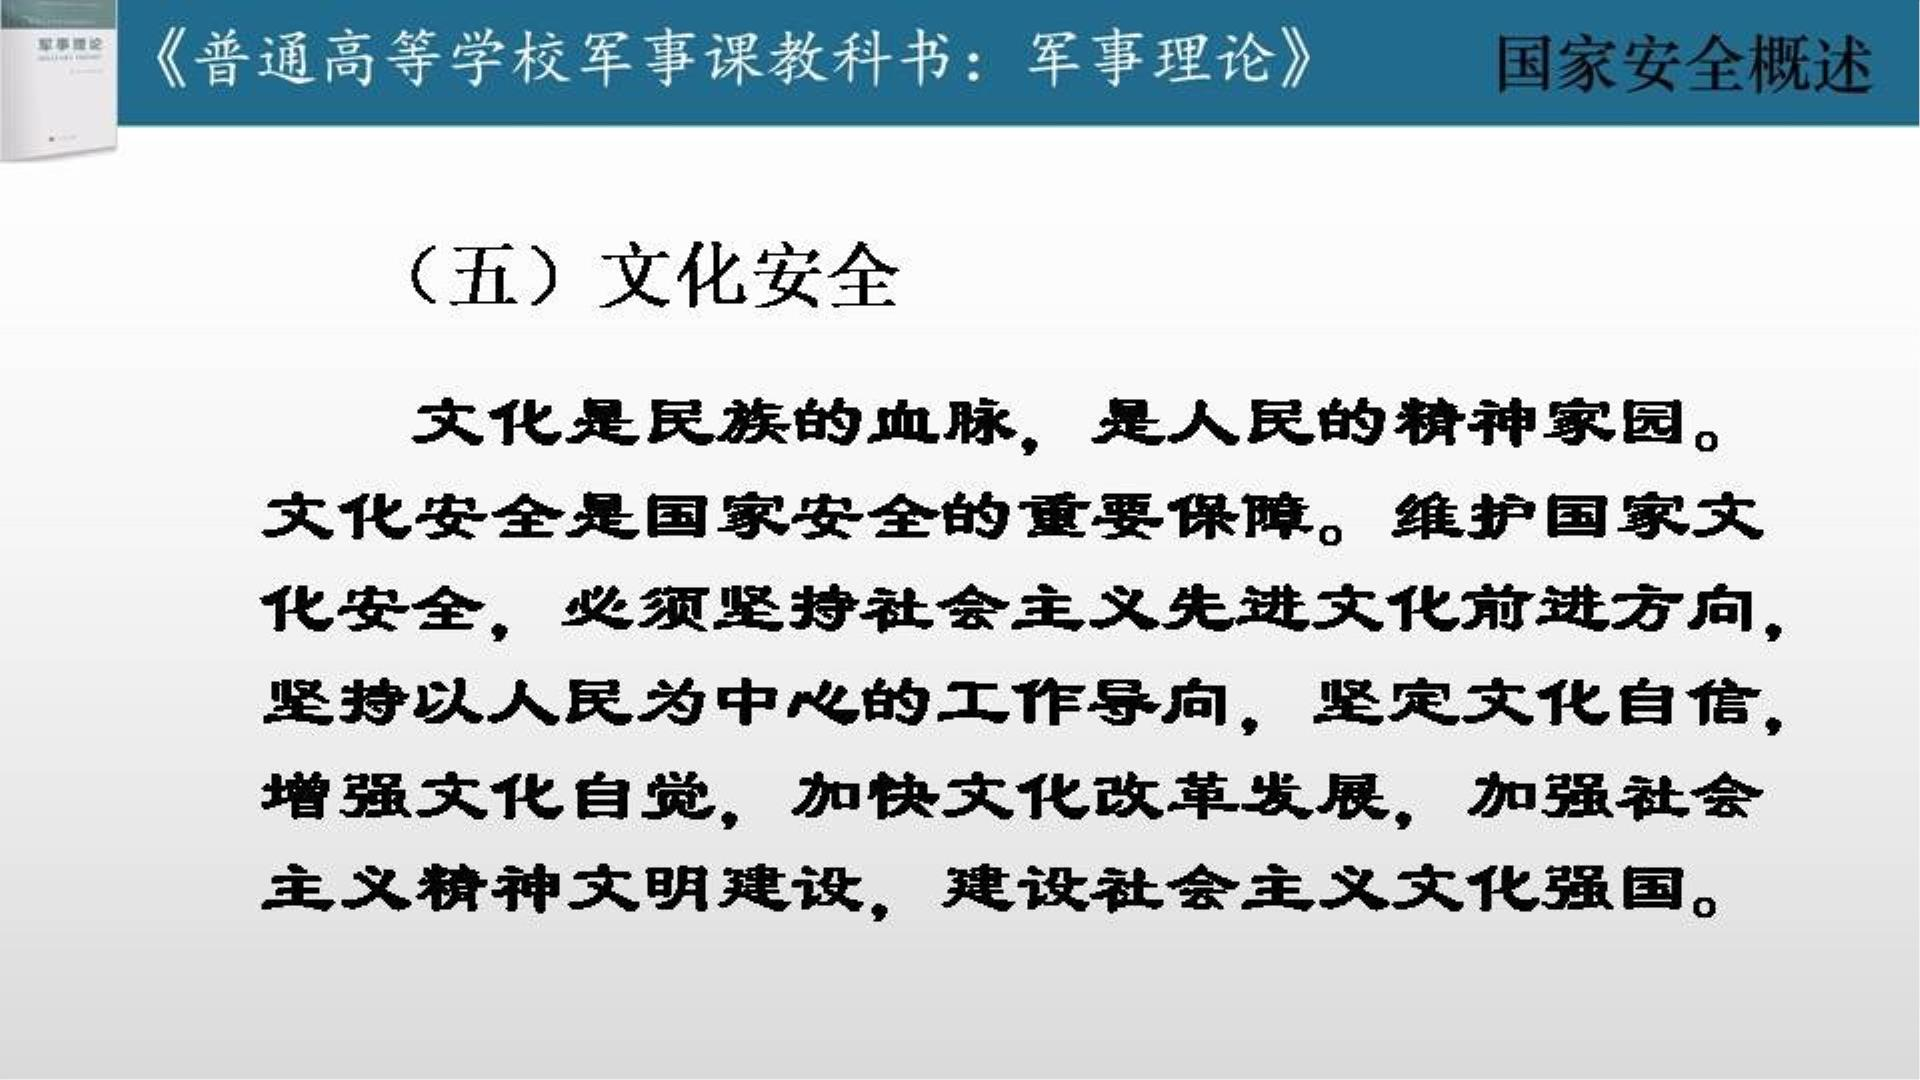 军事理论
《普通高等学校军事课教科书：军事理论》
国家安全概述
（五）文化安全
文化是民族的血脉，是人民的精神家园。
文化安全是国家安全的重要保障。维护国家文
化安全，必须坚持社会主义先进文化前进方向，
坚持以人民为中心的工作导向，坚定文化自信，
增强文化自觉，加快文化改革发展，加强社会
主义精神文明建设，建设社会主义文化强国。